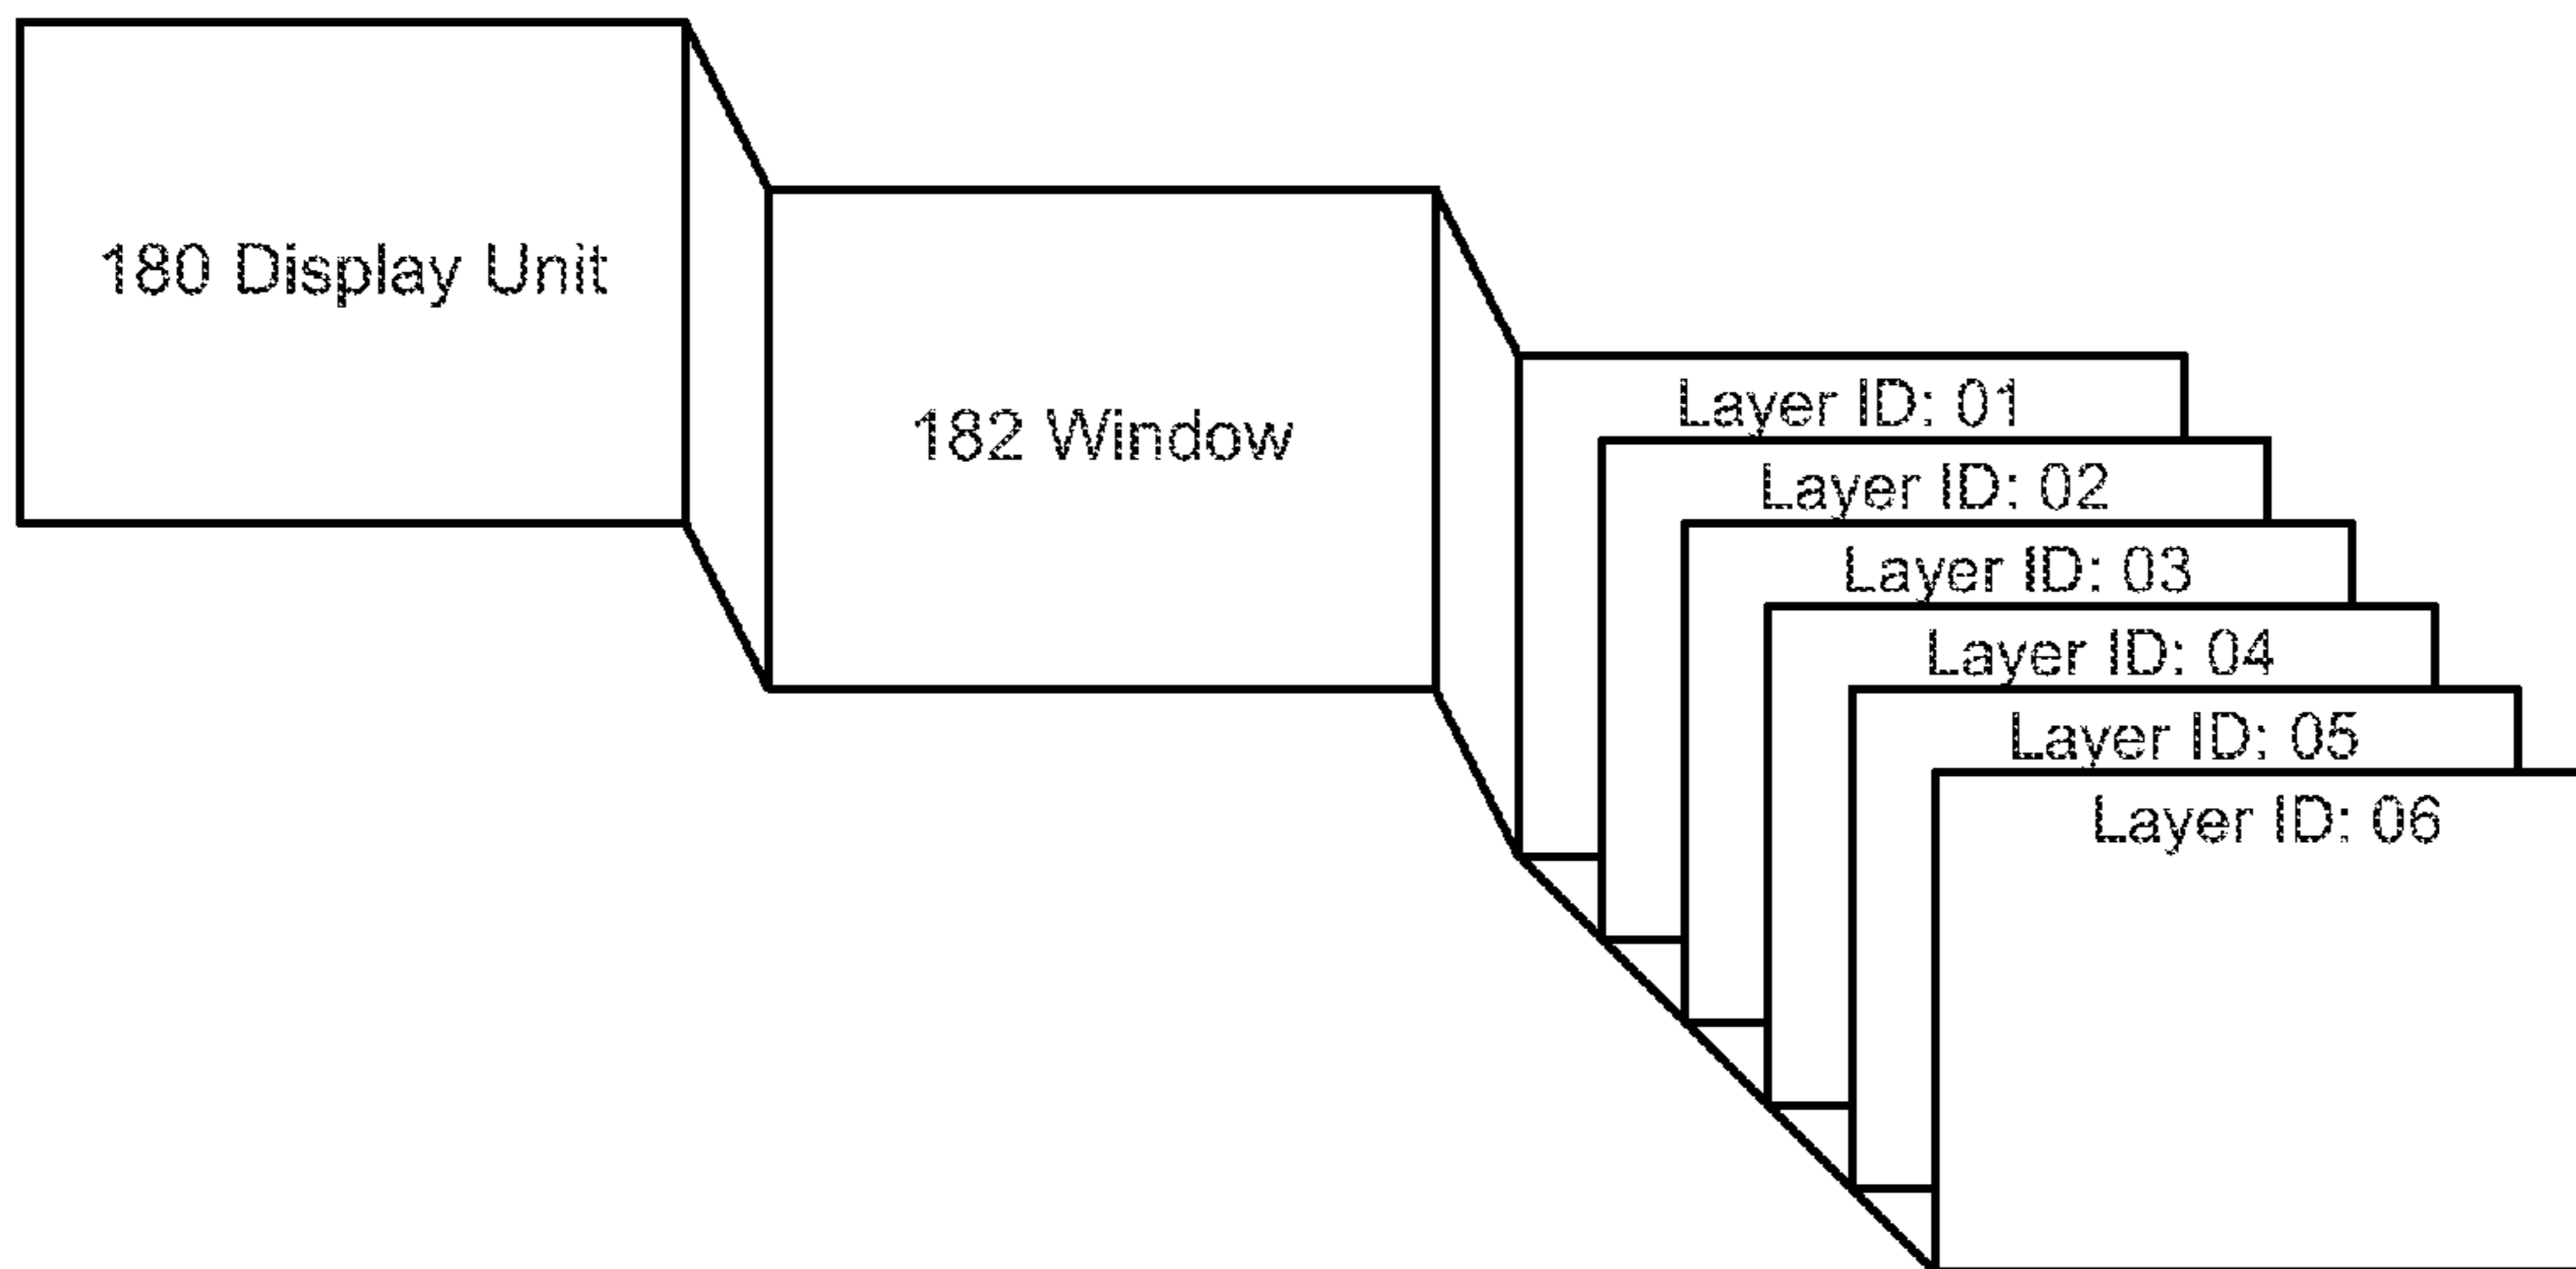 180 Display Unit
182 Window
Layer ID: 01
Layer ID: 02
Layer ID: 03
Layer ID: 04
Layer ID: 05
Layer ID: 06